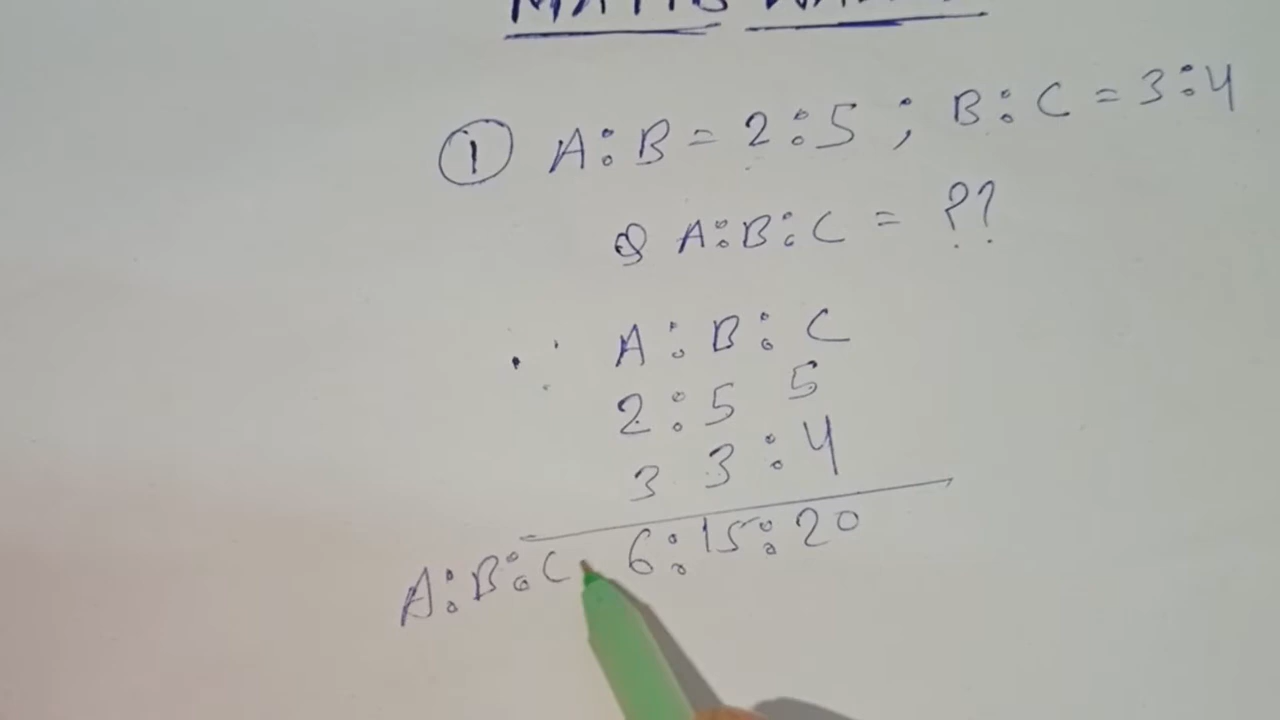 ① A:B = 2:5 ; B:C = 3:4
A:B:C = ??
∵ A:B:C
2:5 5
3 3:4
A:B:C 6:15:20